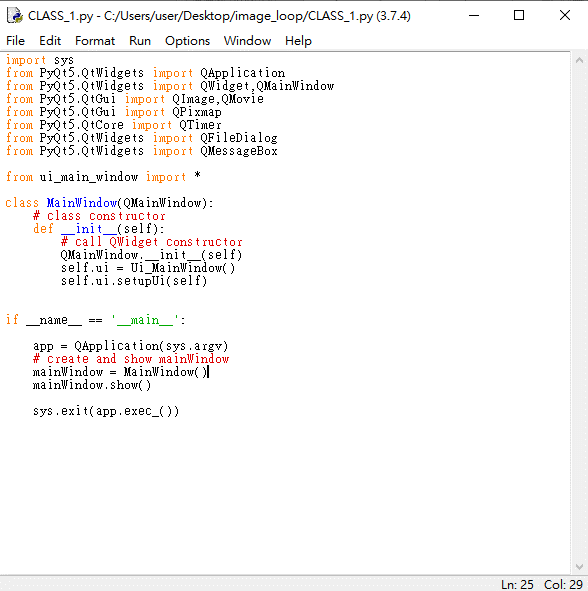 CLASS_1.py - C:/Users/user/Desktop/image_loop/CLASS_1.py (3.7.4)
File Edit Format Run Options Window Help
import sys
from PyQt5.QtWidgets import QApplication
from PyQt5.QtWidgets import QWidget,QMainWindow
from PyQt5.QtGui import QImage,QMovie
from PyQt5.QtGui import QPixmap
from PyQt5.QtCore import QTimer
from PyQt5.QtWidgets import QFileDialog
from PyQt5.QtWidgets import QMessageBox

from ui_main_window import *

class MainWindow(QMainWindow):
    # class constructor
    def __init__(self):
        # call QWidget constructor
        QMainWindow.__init__(self)
        self.ui = Ui_MainWindow()
        self.ui.setupUi(self)


if __name__ == '__main__':

    app = QApplication(sys.argv)
    # create and show mainWindow
    mainWindow = MainWindow()
    mainWindow.show()

    sys.exit(app.exec_())
Ln: 25 Col: 29